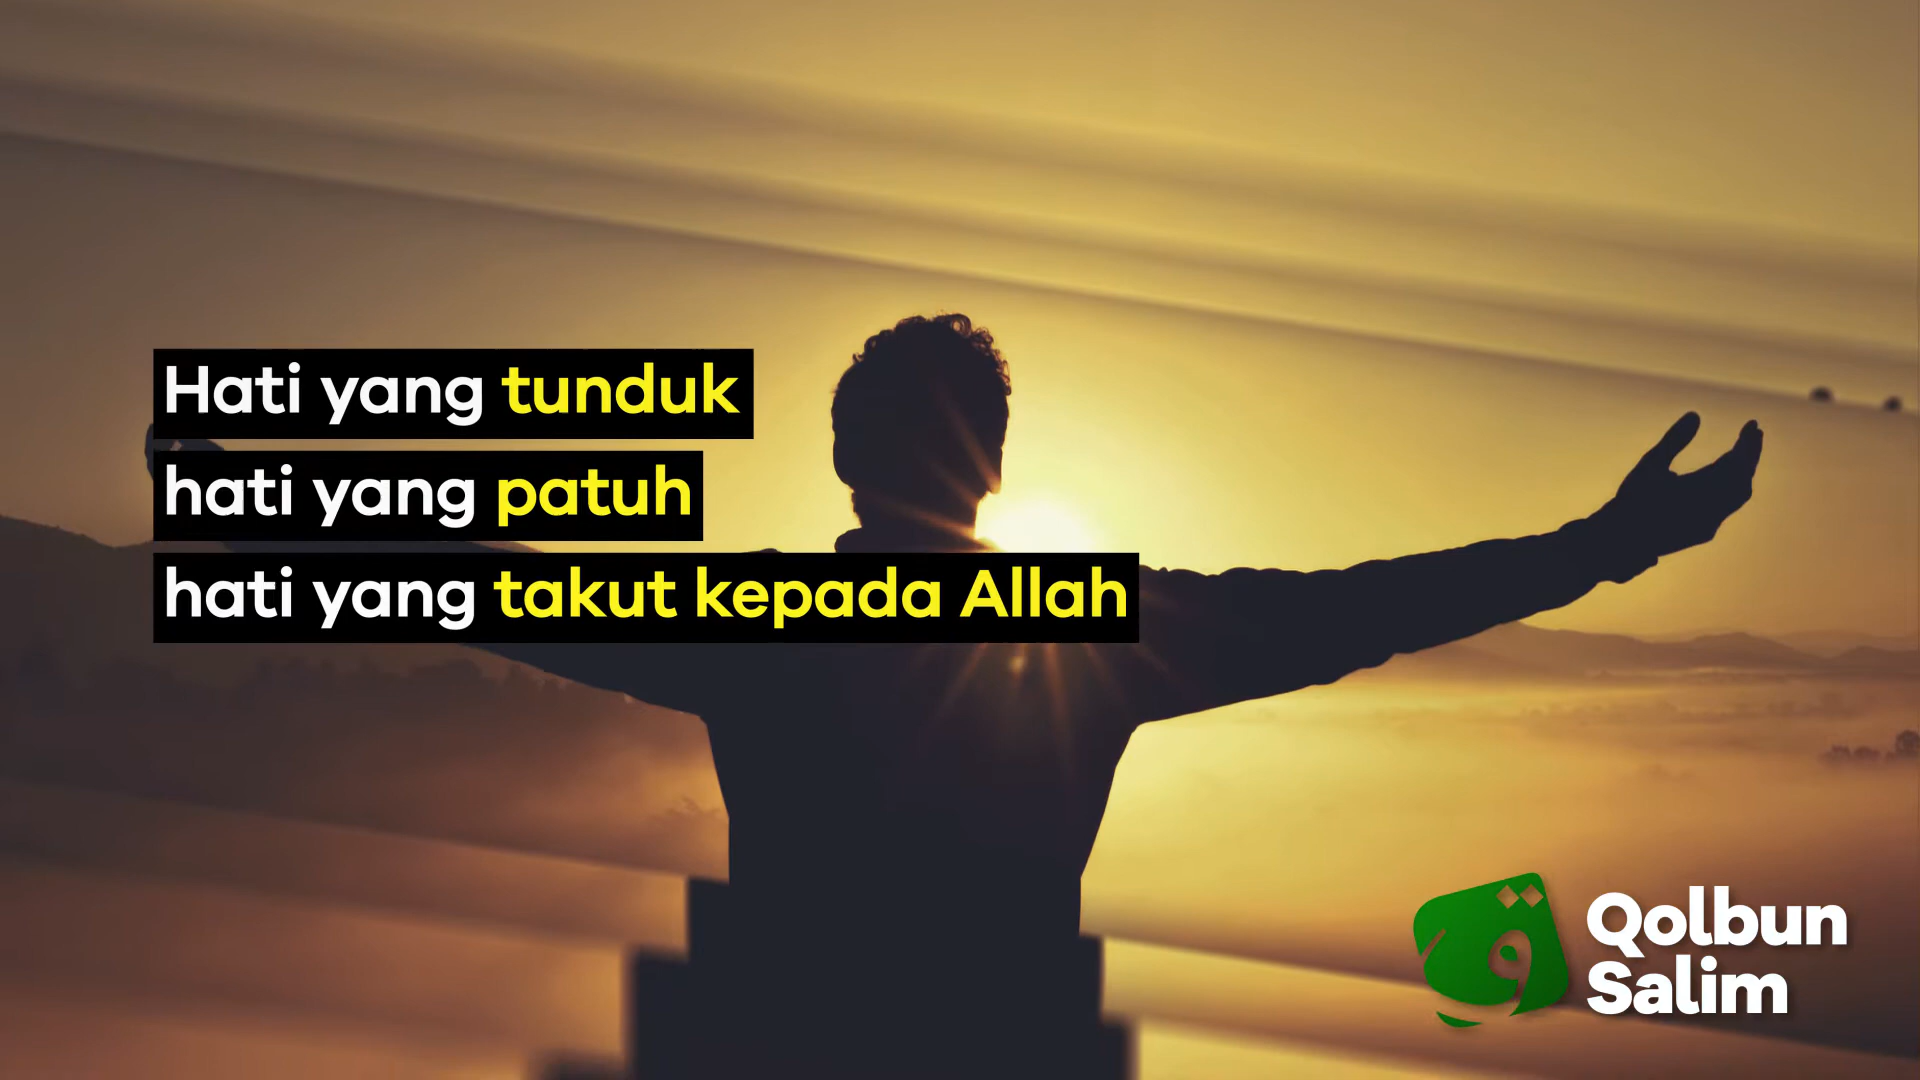 Hati yang tunduk
hati yang patuh
hati yang takut kepada Allah
Qolbun
Salim